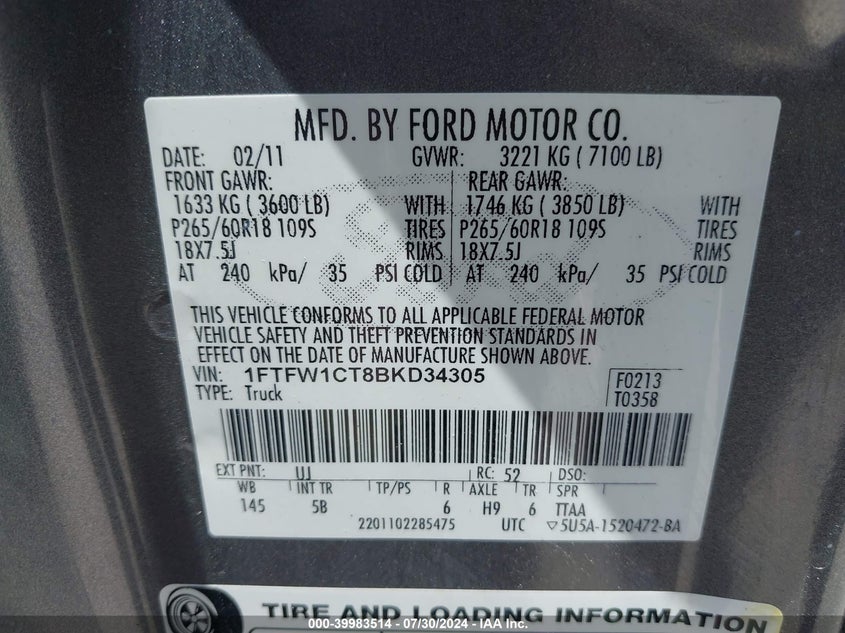 MFD. BY FORD MOTOR CO.
DATE: 02/11 GVWR: 3221 KG ( 7100 LB)
FRONT GAWR: REAR GAWR:
1633 KG ( 3600 LB) WITH 1746 KG ( 3850 LB) WITH
P265/60R18 109S TIRES P265/60R18 109S TIRES
18X7.5J RIMS 18X7.5J RIMS
AT 240 kPa/ 35 PSI COLD AT 240 kPa/ 35 PSI COLD
THIS VEHICLE CONFORMS TO ALL APPLICABLE FEDERAL MOTOR
VEHICLE SAFETY AND THEFT PREVENTION STANDARDS IN
EFFECT ON THE DATE OF MANUFACTURE SHOWN ABOVE.
VIN: 1FTFW1CT8BKD34305 F0213
TYPE: Truck T0358
EXT PNT: UJ RC: 52 DSO:
WB INT TR TP/PS R AXLE TR SPR
145 5B 6 H9 6 TTAA
2201102285475 UTC ▽5U5A-1520472-BA
TIRE AND LOADING INFORMATION
000-39983514 - 07/30/2024 - IAA Inc.